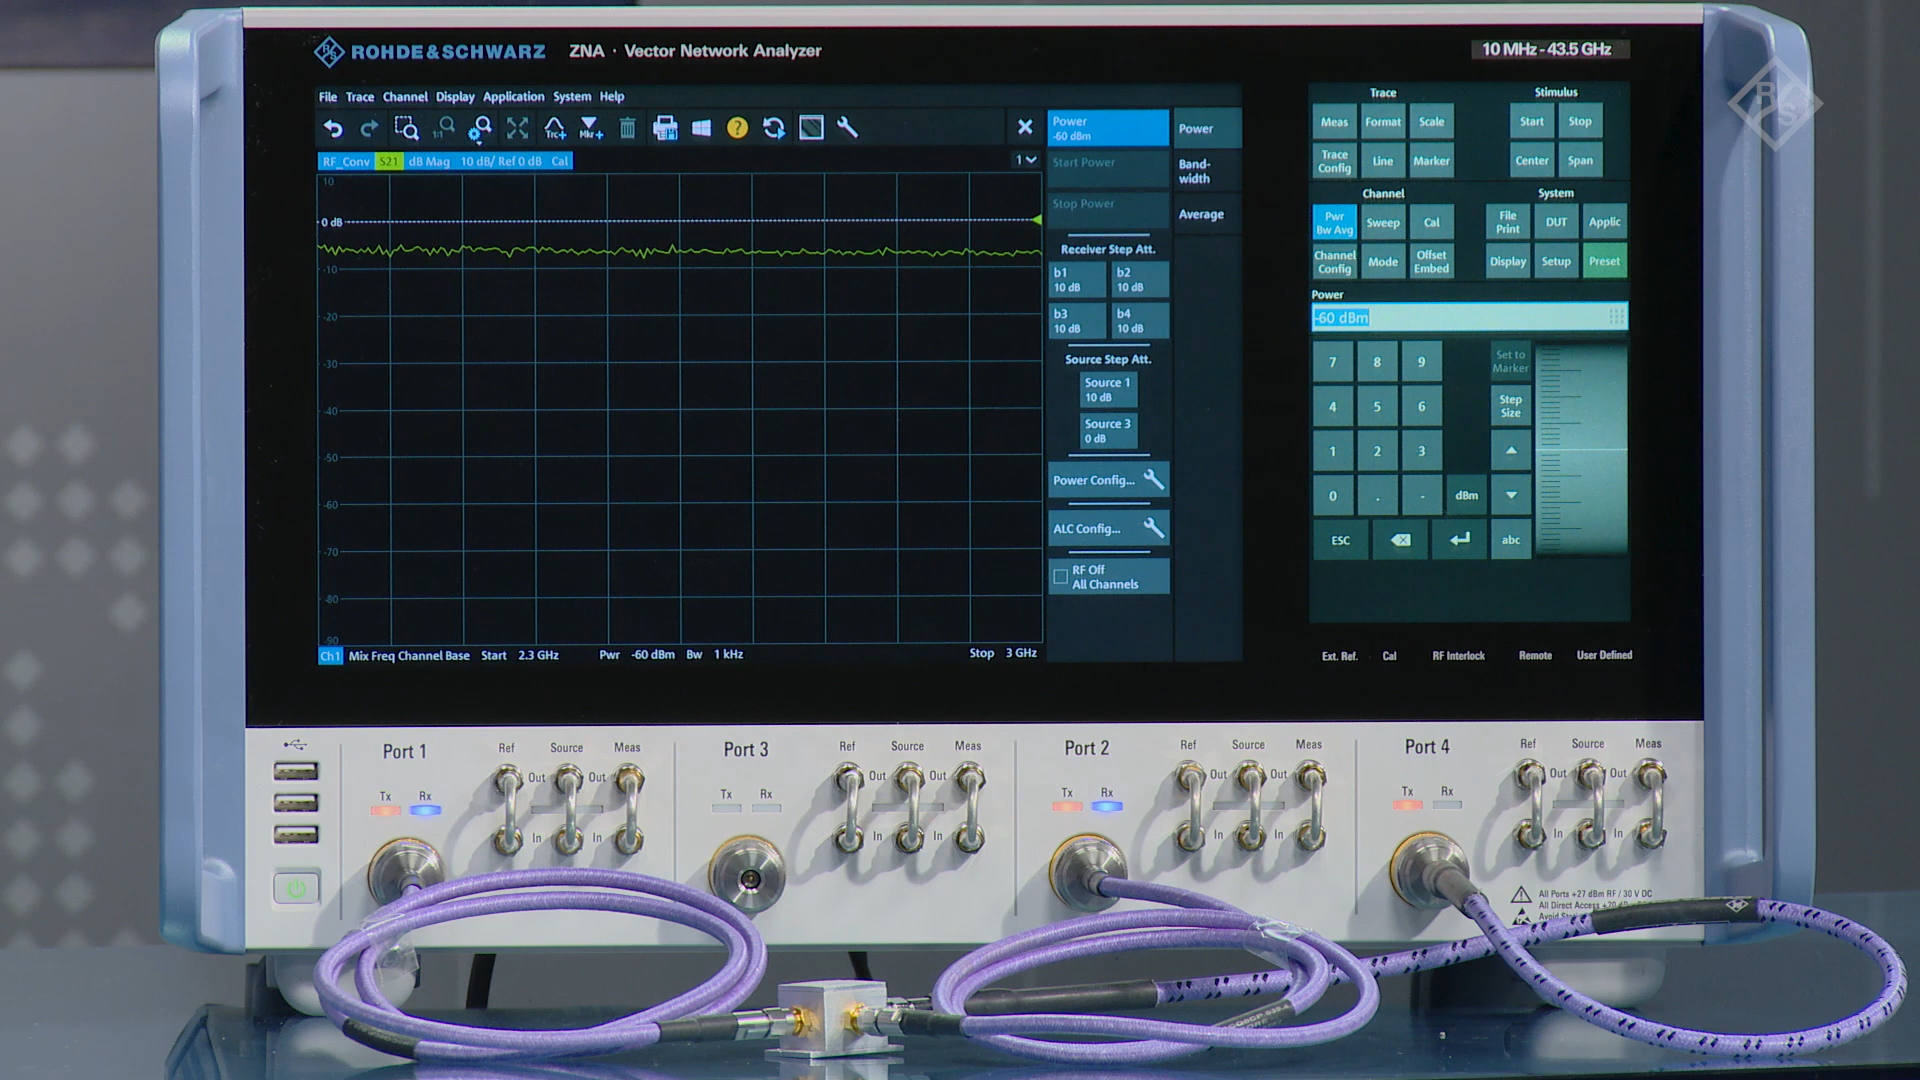 ROHDE & SCHWARZ ZNA · Vector Network Analyzer
10 MHz - 43.5 GHz
R S
File Trace Channel Display Application System Help
1:1
Trc+
Mkr+
?
RF_Conv S21 dB Mag 10 dB/ Ref 0 dB Cal
1
10
0 dB
-10
-20
-30
-40
-50
-60
-70
-80
-90
Ch1 Mix Freq Channel Base Start 2.3 GHz Pwr -60 dBm Bw 1 kHz Stop 3 GHz
Power
-60 dBm
Start Power
Stop Power
Receiver Step Att.
b1
10 dB
b2
10 dB
b3
10 dB
b4
10 dB
Source Step Att.
Source 1
10 dB
Source 3
0 dB
Power Config...
ALC Config...
RF Off
All Channels
Power
Band-
width
Average
Trace
Meas Format Scale
Trace
Config
Line Marker
Stimulus
Start Stop
Center Span
Channel
Pwr
Bw Avg
Sweep Cal
Channel
Config
Mode
Offset
Embed
System
File
Print
DUT Applic
Display Setup Preset
Power
-60 dBm
7 8 9
Set to
Marker
4 5 6
Step
Size
1 2 3
0 . - dBm
ESC abc
Ext. Ref. Cal RF Interlock Remote User Defined
Port 1
Tx Rx
Ref Source Meas
Out Out
In In
Port 3
Tx Rx
Ref Source Meas
Out Out
In In
Port 2
Tx Rx
Ref Source Meas
Out Out
In In
Port 4
Tx Rx
Ref Source Meas
Out Out
In In
All Ports +27 dBm RF / 30 V DC
All Direct Access
Avoid